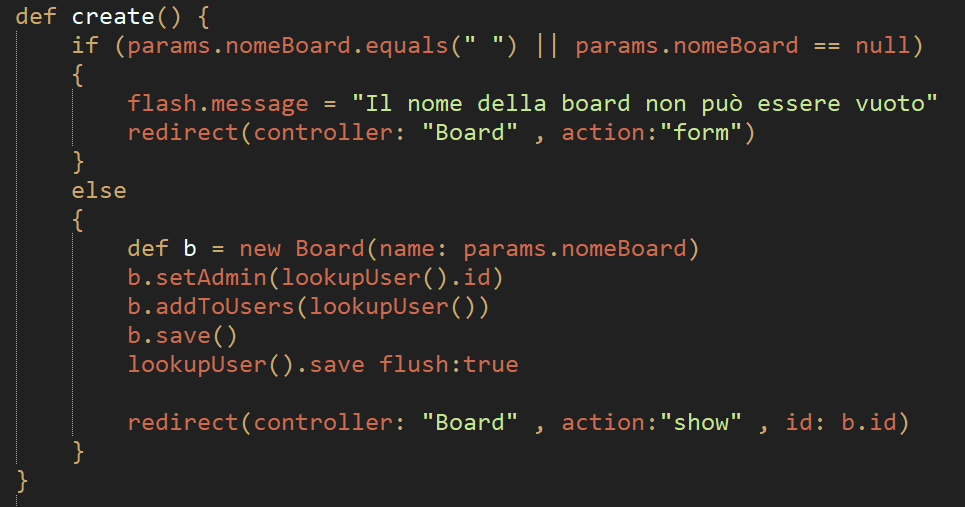 def create() {
if (params.nomeBoard.equals(" ") || params.nomeBoard == null)
{
flash.message = "Il nome della board non può essere vuoto"
redirect(controller: "Board" , action:"form")
}
else
{
def b = new Board(name: params.nomeBoard)
b.setAdmin(lookupUser().id)
b.addToUsers(lookupUser())
b.save()
lookupUser().save flush:true
redirect(controller: "Board" , action:"show" , id: b.id)
}
}